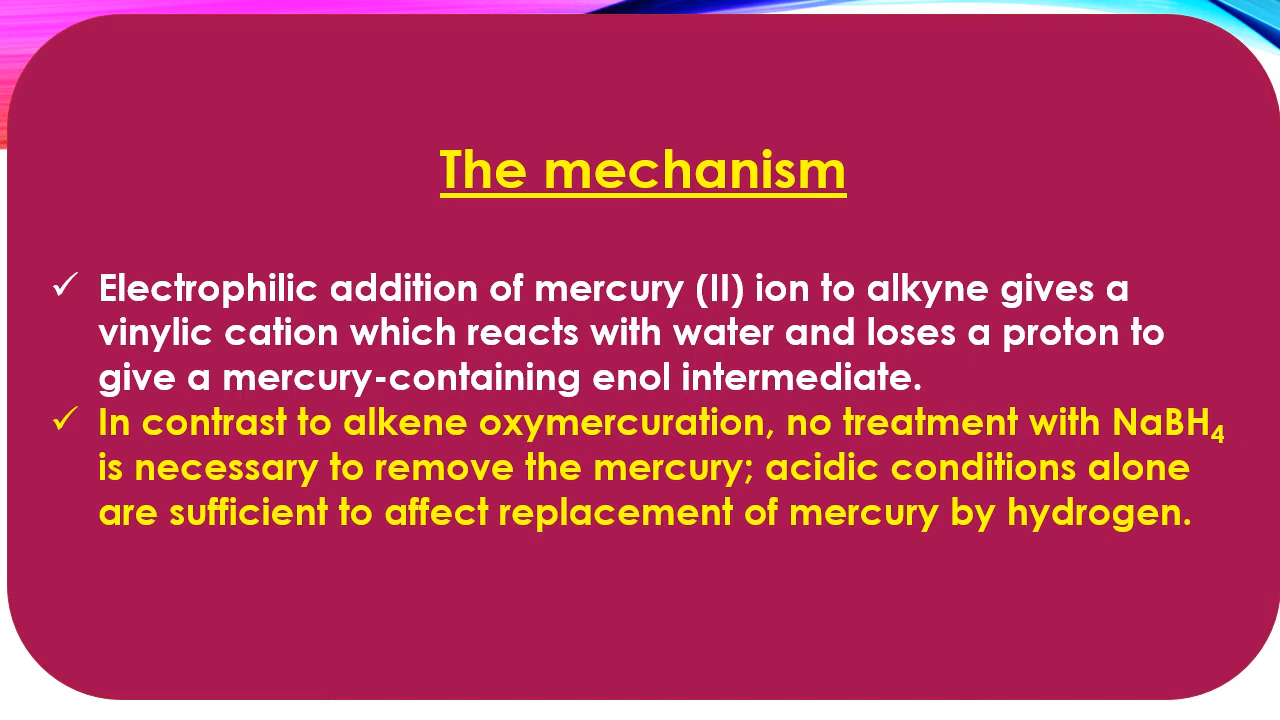 The mechanism
✓ Electrophilic addition of mercury (II) ion to alkyne gives a
vinylic cation which reacts with water and loses a proton to
give a mercury-containing enol intermediate.
✓ In contrast to alkene oxymercuration, no treatment with NaBH₄
is necessary to remove the mercury; acidic conditions alone
are sufficient to affect replacement of mercury by hydrogen.